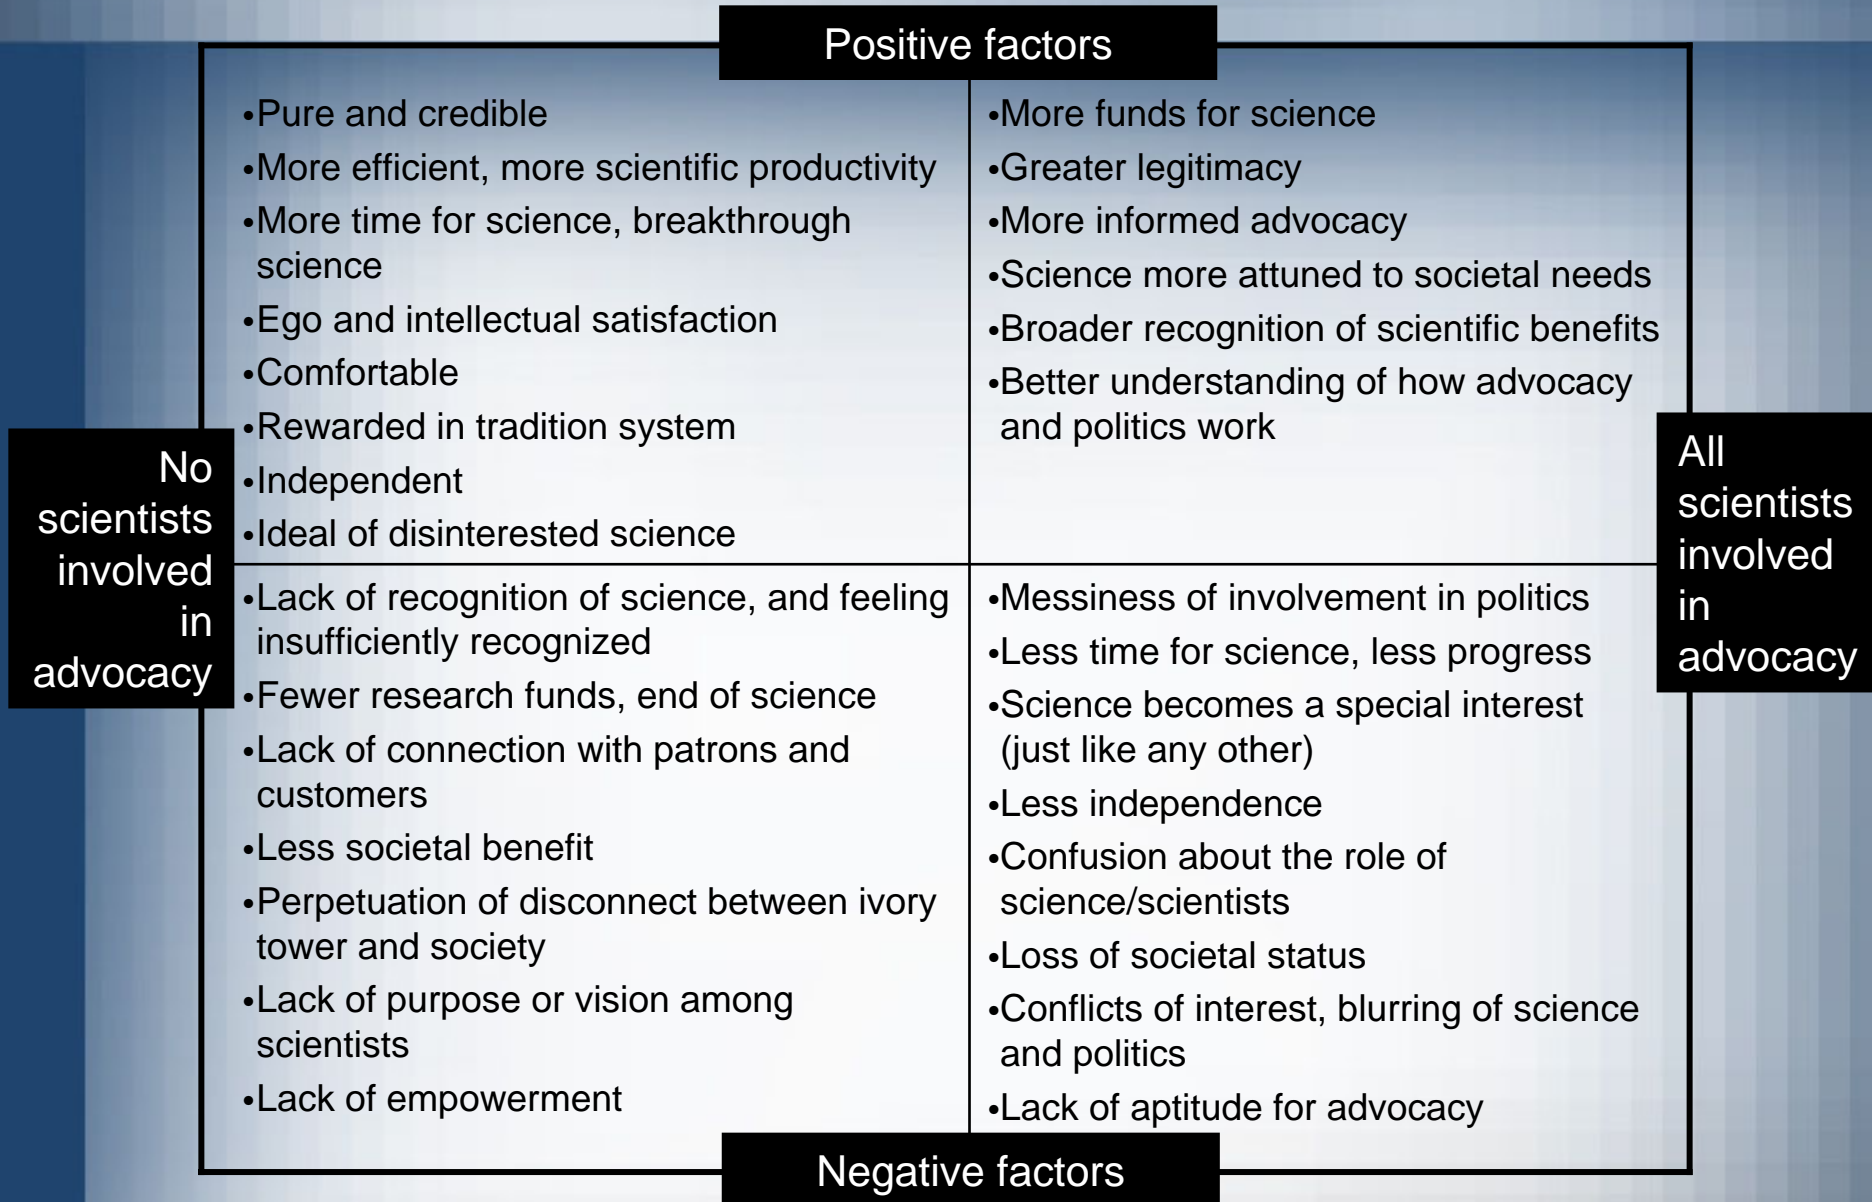 Positive factors
•Pure and credible
•More efficient, more scientific productivity
•More time for science, breakthrough
science
•Ego and intellectual satisfaction
•Comfortable
•Rewarded in tradition system
•Independent
•Ideal of disinterested science
•More funds for science
•Greater legitimacy
•More informed advocacy
•Science more attuned to societal needs
•Broader recognition of scientific benefits
•Better understanding of how advocacy
and politics work
No
scientists
involved
in
advocacy
All
scientists
involved
in
advocacy
•Lack of recognition of science, and feeling
insufficiently recognized
•Fewer research funds, end of science
•Lack of connection with patrons and
customers
•Less societal benefit
•Perpetuation of disconnect between ivory
tower and society
•Lack of purpose or vision among
scientists
•Lack of empowerment
•Messiness of involvement in politics
•Less time for science, less progress
•Science becomes a special interest
(just like any other)
•Less independence
•Confusion about the role of
science/scientists
•Loss of societal status
•Conflicts of interest, blurring of science
and politics
•Lack of aptitude for advocacy
Negative factors